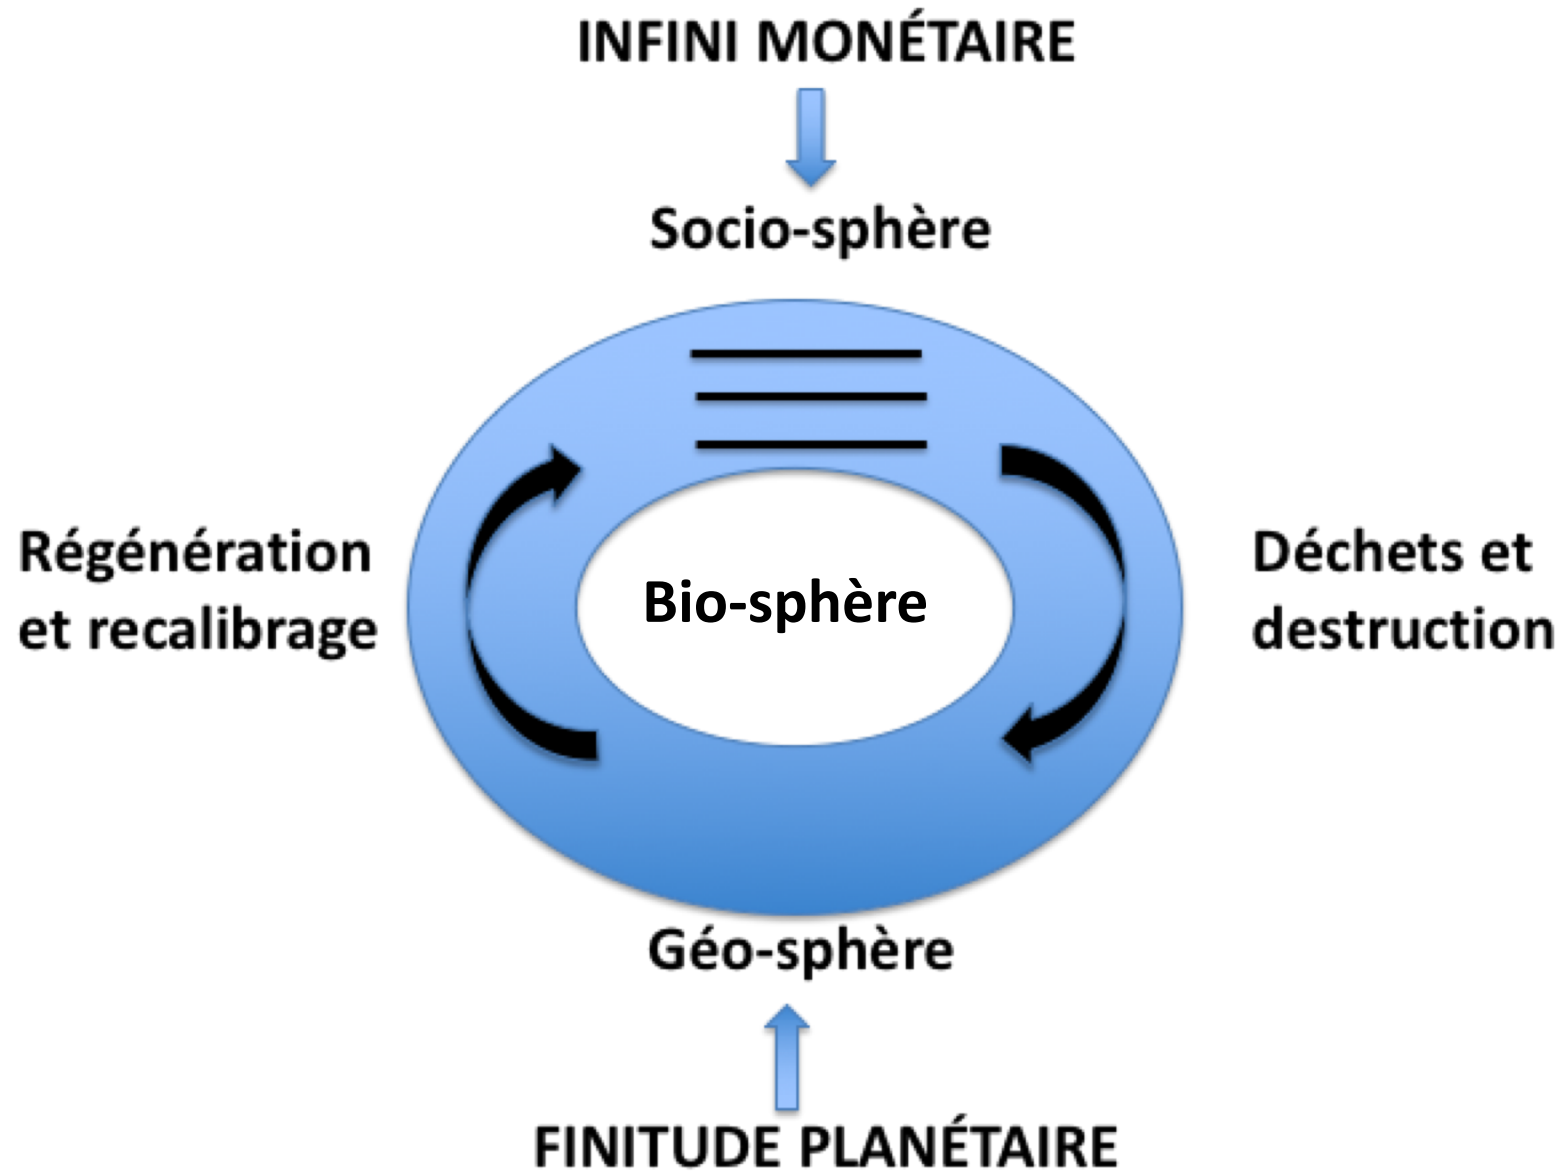 INFINI MONÉTAIRE
Socio-sphère
Régénération
et recalibrage
Bio-sphère
Déchets et
destruction
Géo-sphère
FINITUDE PLANÉTAIRE